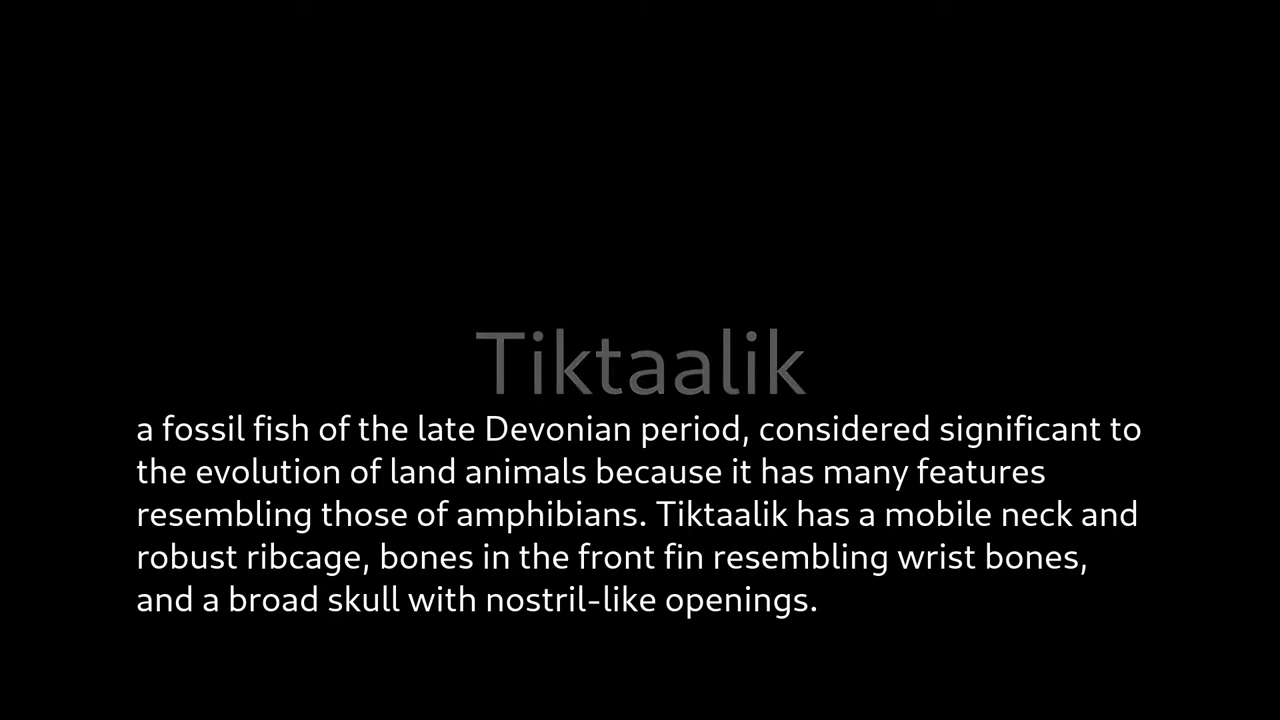 Tiktaalik
a fossil fish of the late Devonian period, considered significant to
the evolution of land animals because it has many features
resembling those of amphibians. Tiktaalik has a mobile neck and
robust ribcage, bones in the front fin resembling wrist bones,
and a broad skull with nostril-like openings.